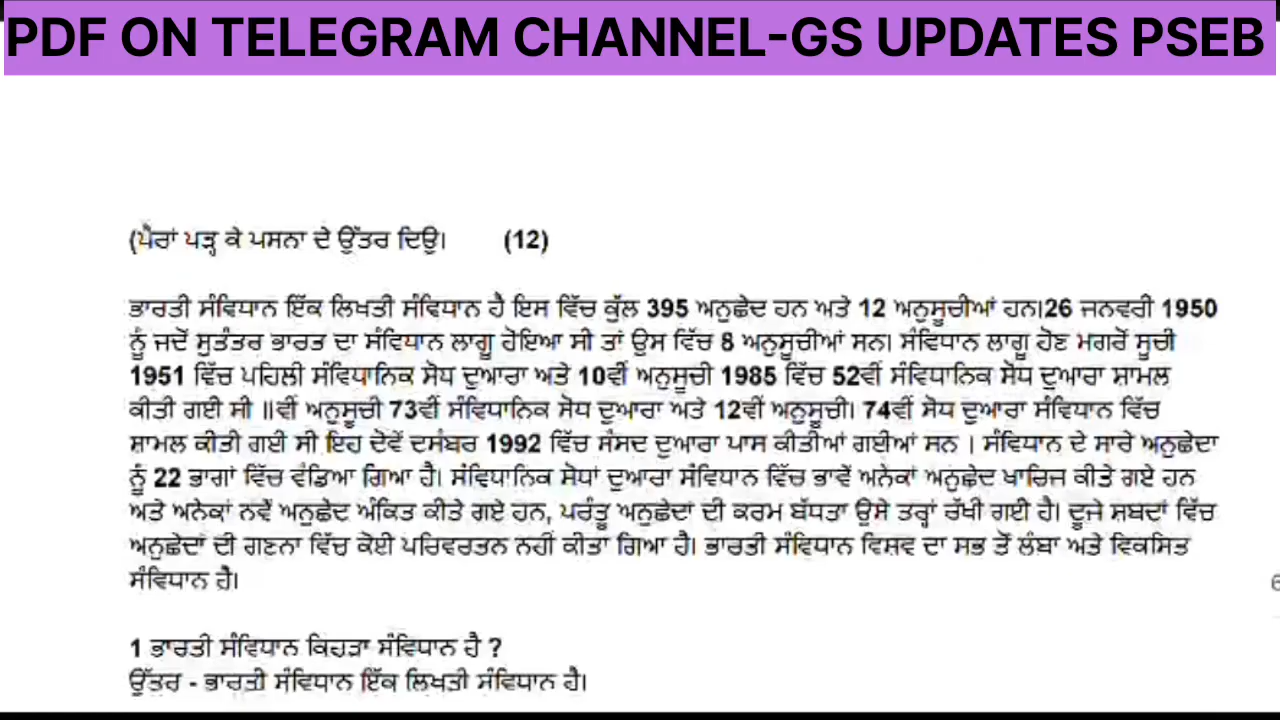 PDF ON TELEGRAM CHANNEL-GS UPDATES PSEB
(ਪੈਰਾਂ ਪੜ੍ਹ ਕੇ ਪਸਨਾ ਦੇ ਉੱਤਰ ਦਿਉ। (12)
ਭਾਰਤੀ ਸੰਵਿਧਾਨ ਇੱਕ ਲਿਖਤੀ ਸੰਵਿਧਾਨ ਹੈ ਇਸ ਵਿੱਚ ਕੁੱਲ 395 ਅਨੁਛੇਦ ਹਨ ਅਤੇ 12 ਅਨੁਸੂਚੀਆਂ ਹਨ।26 ਜਨਵਰੀ 1950
ਨੂੰ ਜਦੋਂ ਸੁਤੰਤਰ ਭਾਰਤ ਦਾ ਸੰਵਿਧਾਨ ਲਾਗੂ ਹੋਇਆ ਸੀ ਤਾਂ ਉਸ ਵਿੱਚ 8 ਅਨੁਸੂਚੀਆਂ ਸਨ। ਸੰਵਿਧਾਨ ਲਾਗੂ ਹੋਣ ਮਗਰੋਂ ਸੂਚੀ
1951 ਵਿੱਚ ਪਹਿਲੀ ਸੰਵਿਧਾਨਿਕ ਸੋਧ ਦੁਆਰਾ ਅਤੇ 10ਵੀਂ ਅਨੁਸੂਚੀ 1985 ਵਿੱਚ 52ਵੀਂ ਸੰਵਿਧਾਨਿਕ ਸੋਧ ਦੁਆਰਾ ਸ਼ਾਮਲ
ਕੀਤੀ ਗਈ ਸੀ ॥ਵੀਂ ਅਨੁਸੂਚੀ 73ਵੀਂ ਸੰਵਿਧਾਨਿਕ ਸੋਧ ਦੁਆਰਾ ਅਤੇ 12ਵੀਂ ਅਨੁਸੂਚੀ। 74ਵੀਂ ਸੋਧ ਦੁਆਰਾ ਸੰਵਿਧਾਨ ਵਿੱਚ
ਸ਼ਾਮਲ ਕੀਤੀ ਗਈ ਸੀ ਇਹ ਦੋਵੇਂ ਦਸੰਬਰ 1992 ਵਿੱਚ ਸੰਸਦ ਦੁਆਰਾ ਪਾਸ ਕੀਤੀਆਂ ਗਈਆਂ ਸਨ । ਸੰਵਿਧਾਨ ਦੇ ਸਾਰੇ ਅਨੁਛੇਦਾ
ਨੂੰ 22 ਭਾਗਾਂ ਵਿੱਚ ਵੰਡਿਆ ਗਿਆ ਹੈ। ਸੰਵਿਧਾਨਿਕ ਸੋਧਾਂ ਦੁਆਰਾ ਸੰਵਿਧਾਨ ਵਿੱਚ ਭਾਵੇਂ ਅਨੇਕਾਂ ਅਨੁਛੇਦ ਖਾਰਿਜ ਕੀਤੇ ਗਏ ਹਨ
ਅਤੇ ਅਨੇਕਾਂ ਨਵੇਂ ਅਨੁਛੇਦ ਅੰਕਿਤ ਕੀਤੇ ਗਏ ਹਨ, ਪਰੰਤੂ ਅਨੁਛੇਦਾਂ ਦੀ ਕਰਮ ਬੱਧਤਾ ਉਸੇ ਤਰ੍ਹਾਂ ਰੱਖੀ ਗਈ ਹੈ। ਦੂਜੇ ਸ਼ਬਦਾਂ ਵਿੱਚ
ਅਨੁਛੇਦਾਂ ਦੀ ਗਣਨਾ ਵਿੱਚ ਕੋਈ ਪਰਿਵਰਤਨ ਨਹੀਂ ਕੀਤਾ ਗਿਆ ਹੈ। ਭਾਰਤੀ ਸੰਵਿਧਾਨ ਵਿਸ਼ਵ ਦਾ ਸਭ ਤੋਂ ਲੰਬਾ ਅਤੇ ਵਿਕਸਿਤ
ਸੰਵਿਧਾਨ ਹੈ।
1 ਭਾਰਤੀ ਸੰਵਿਧਾਨ ਕਿਹੜਾ ਸੰਵਿਧਾਨ ਹੈ ?
ਉੱਤਰ - ਭਾਰਤੀ ਸੰਵਿਧਾਨ ਇੱਕ ਲਿਖਤੀ ਸੰਵਿਧਾਨ ਹੈ।